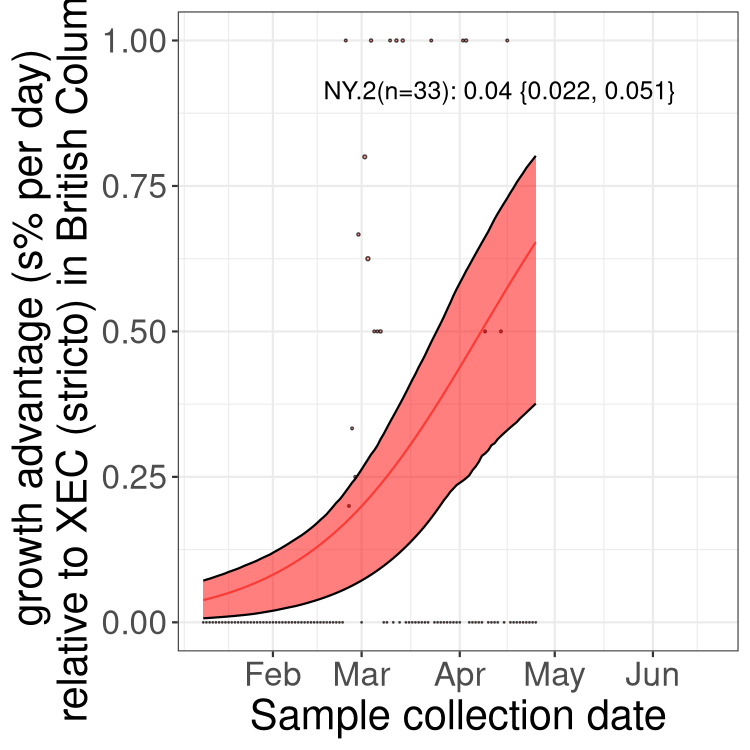 growth advantage (s% per day)
relative to XEC (stricto) in British Colum
1.00
0.75
0.50
0.25
0.00
NY.2(n=33): 0.04 {0.022, 0.051}
Feb Mar Apr May Jun
Sample collection date